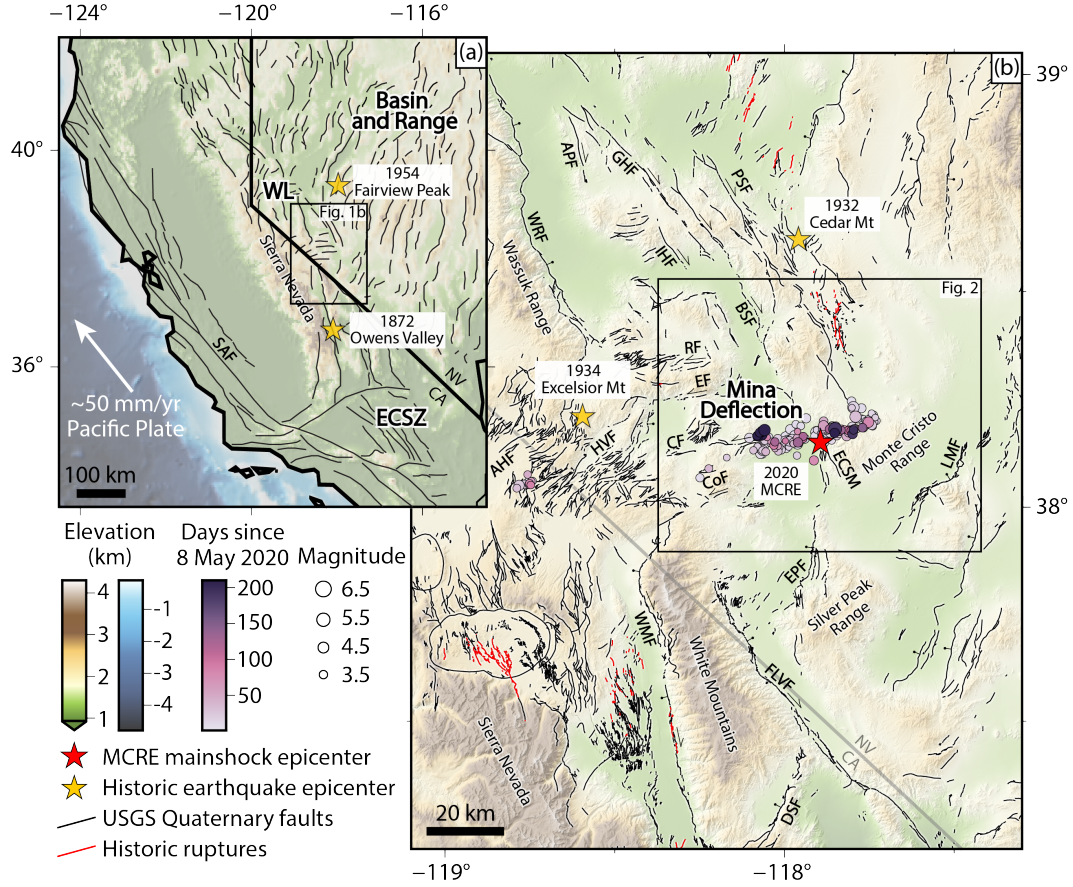 −124°
−120°
−116°
40°
36°
(a)
Basin
and Range
1954
Fairview Peak
WL
Fig. 1b
Sierra Nevada
1872
Owens Valley
SAF
NV
CA
ECSZ
~50 mm/yr
Pacific Plate
100 km
(b)
39°
38°
−119°
−118°
APF
GHF
PSF
1932
Cedar Mt
WRF
Wassuk Range
IHF
Fig. 2
BSF
RF
EF
1934
Excelsior Mt
Mina
Deflection
HVF
CF
AHF
CoF
2020
MCRE
ECSM
Monte Cristo
Range
LMF
EPF
Silver Peak
Range
WMF
White Mountains
FLVF
Sierra Nevada
NV
CA
DSF
20 km
Elevation
(km)
4
3
2
1
-1
-2
-3
-4
Days since
8 May 2020
200
150
100
50
Magnitude
6.5
5.5
4.5
3.5
MCRE mainshock epicenter
Historic earthquake epicenter
USGS Quaternary faults
Historic ruptures